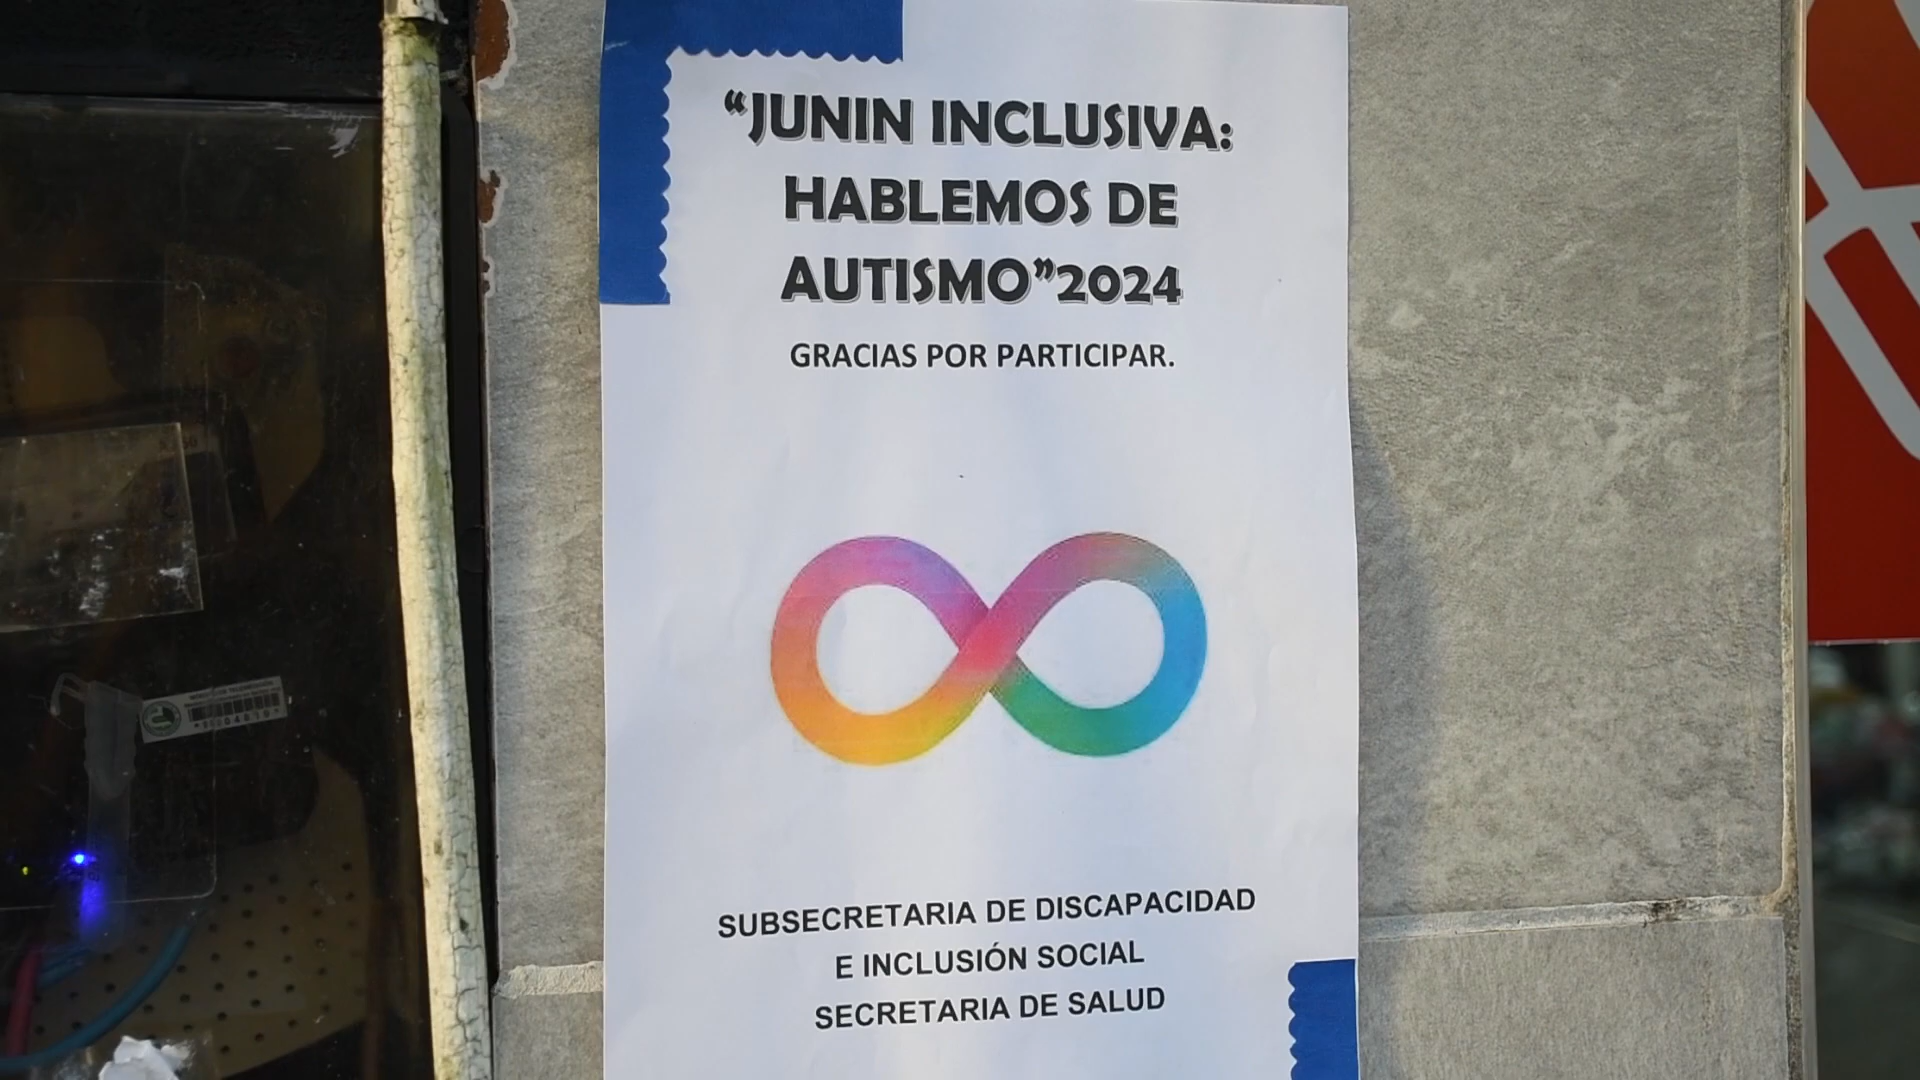 “JUNIN INCLUSIVA:
HABLEMOS DE
AUTISMO”2024
GRACIAS POR PARTICIPAR.
SUBSECRETARIA DE DISCAPACIDAD
E INCLUSIÓN SOCIAL
SECRETARIA DE SALUD